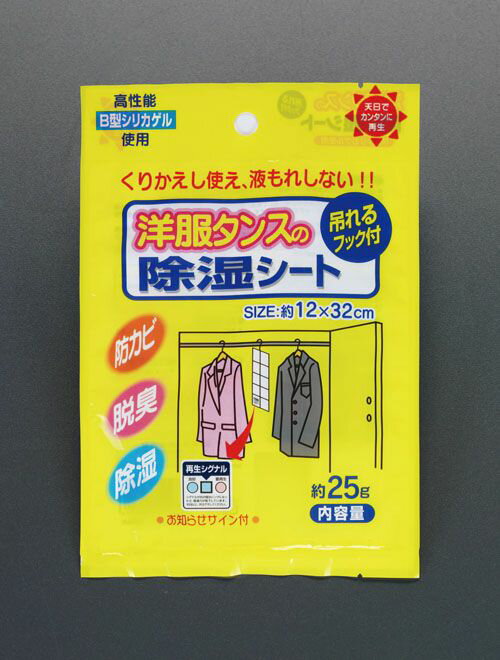 高性能
B型シリカゲル
使用
天日で
カンタンに
再生
くりかえし使え、液もれしない!!
洋服タンスの
除湿シート
吊れる
フック付
SIZE:約12×32cm
防カビ
脱臭
除湿
再生シグナル
お知らせサイン付
約25g
内容量